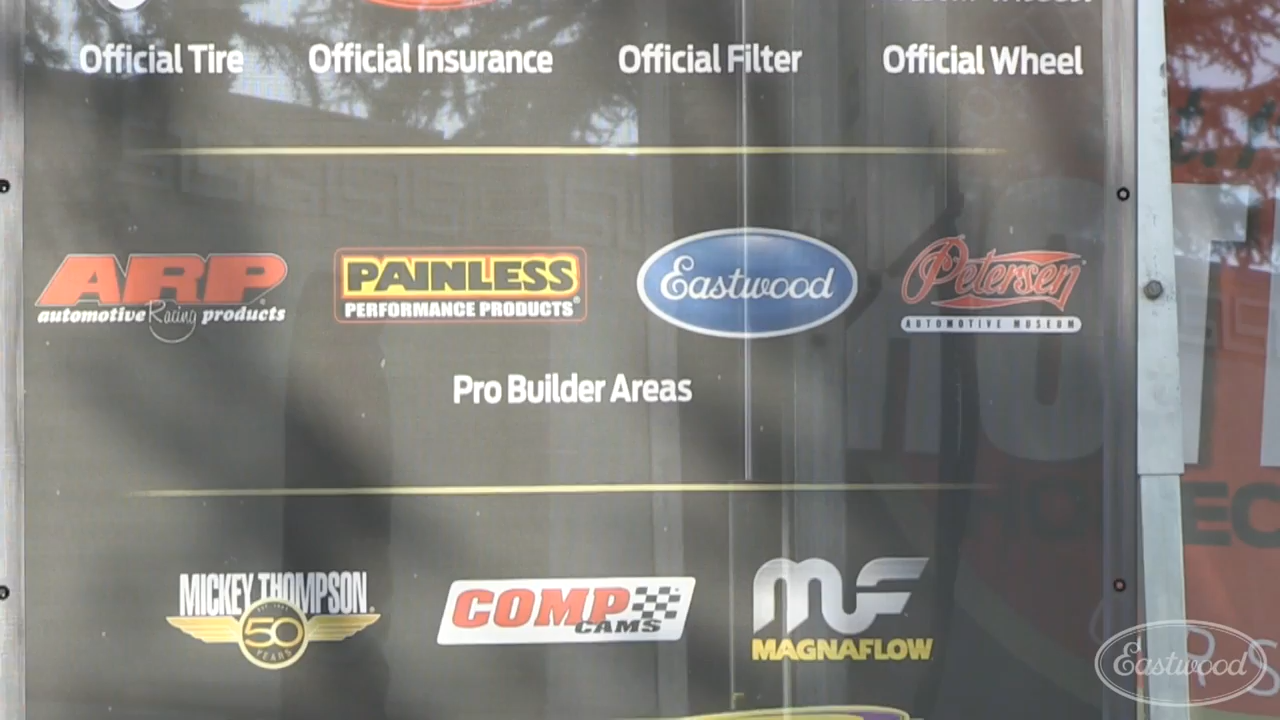 Official Tire
Official Insurance
Official Filter
Official Wheel
ARP
automotive Racing products
PAINLESS
PERFORMANCE PRODUCTS
Eastwood
Petersen
AUTOMOTIVE MUSEUM
Pro Builder Areas
MICKEY THOMPSON
50
YEARS
COMP
CAMS
MF
MAGNAFLOW
Eastwood